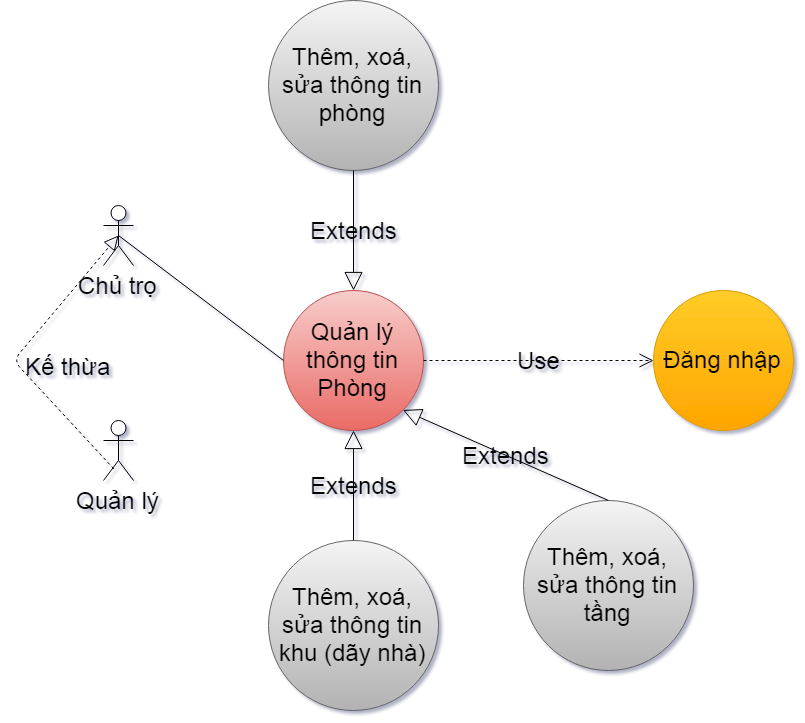 Thêm, xoá,
sửa thông tin
phòng
Extends
Chủ trọ
Quản lý
thông tin
Phòng
Use
Đăng nhập
Kế thừa
Quản lý
Extends
Extends
Thêm, xoá,
sửa thông tin
tầng
Thêm, xoá,
sửa thông tin
khu (dãy nhà)